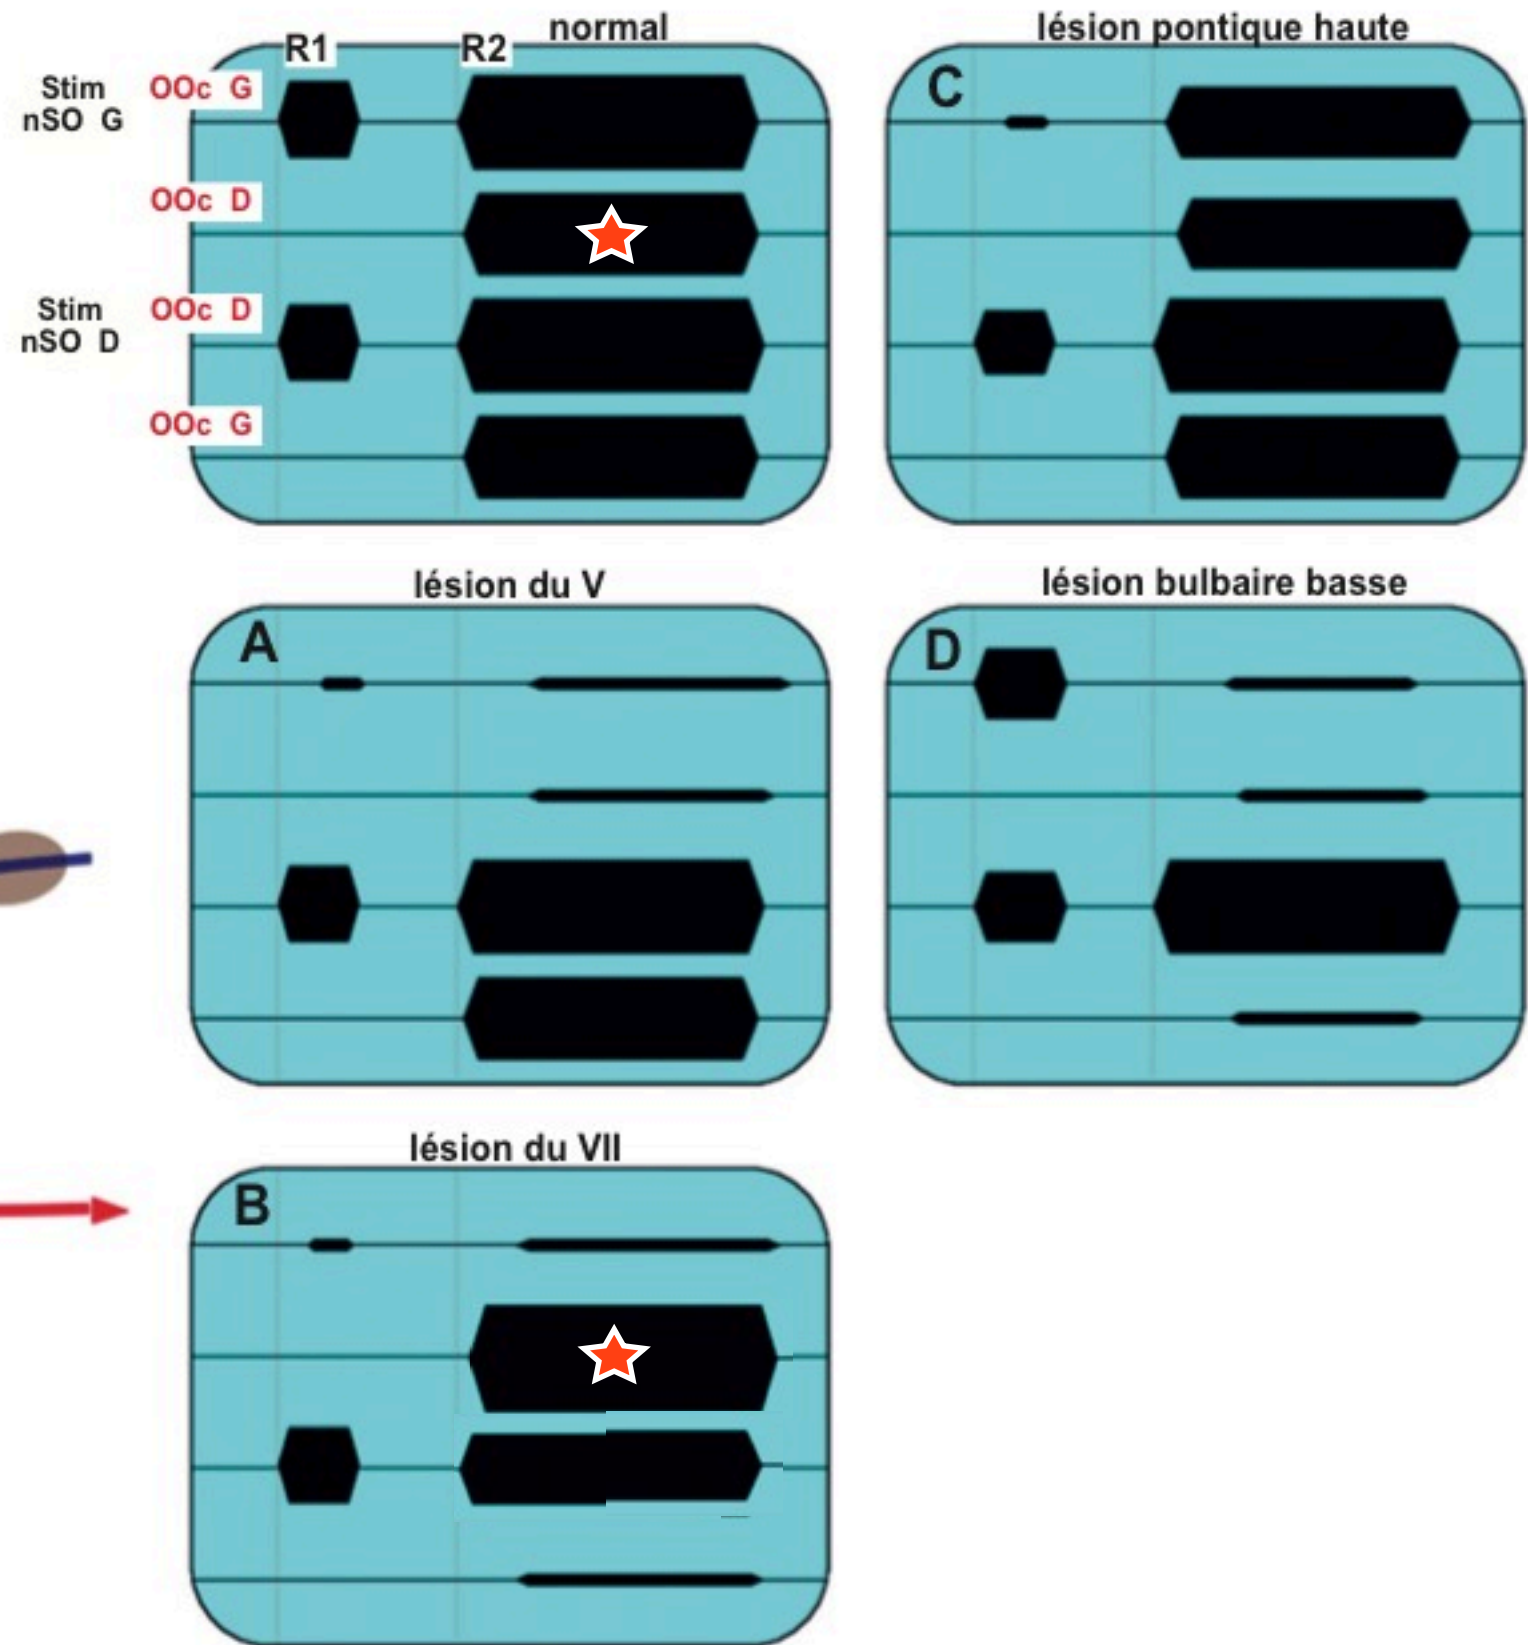 normal
R1 R2
Stim
nSO G
OOc G
OOc D
Stim
nSO D
OOc D
OOc G
lésion pontique haute
C
lésion du V
A
lésion bulbaire basse
D
lésion du VII
B